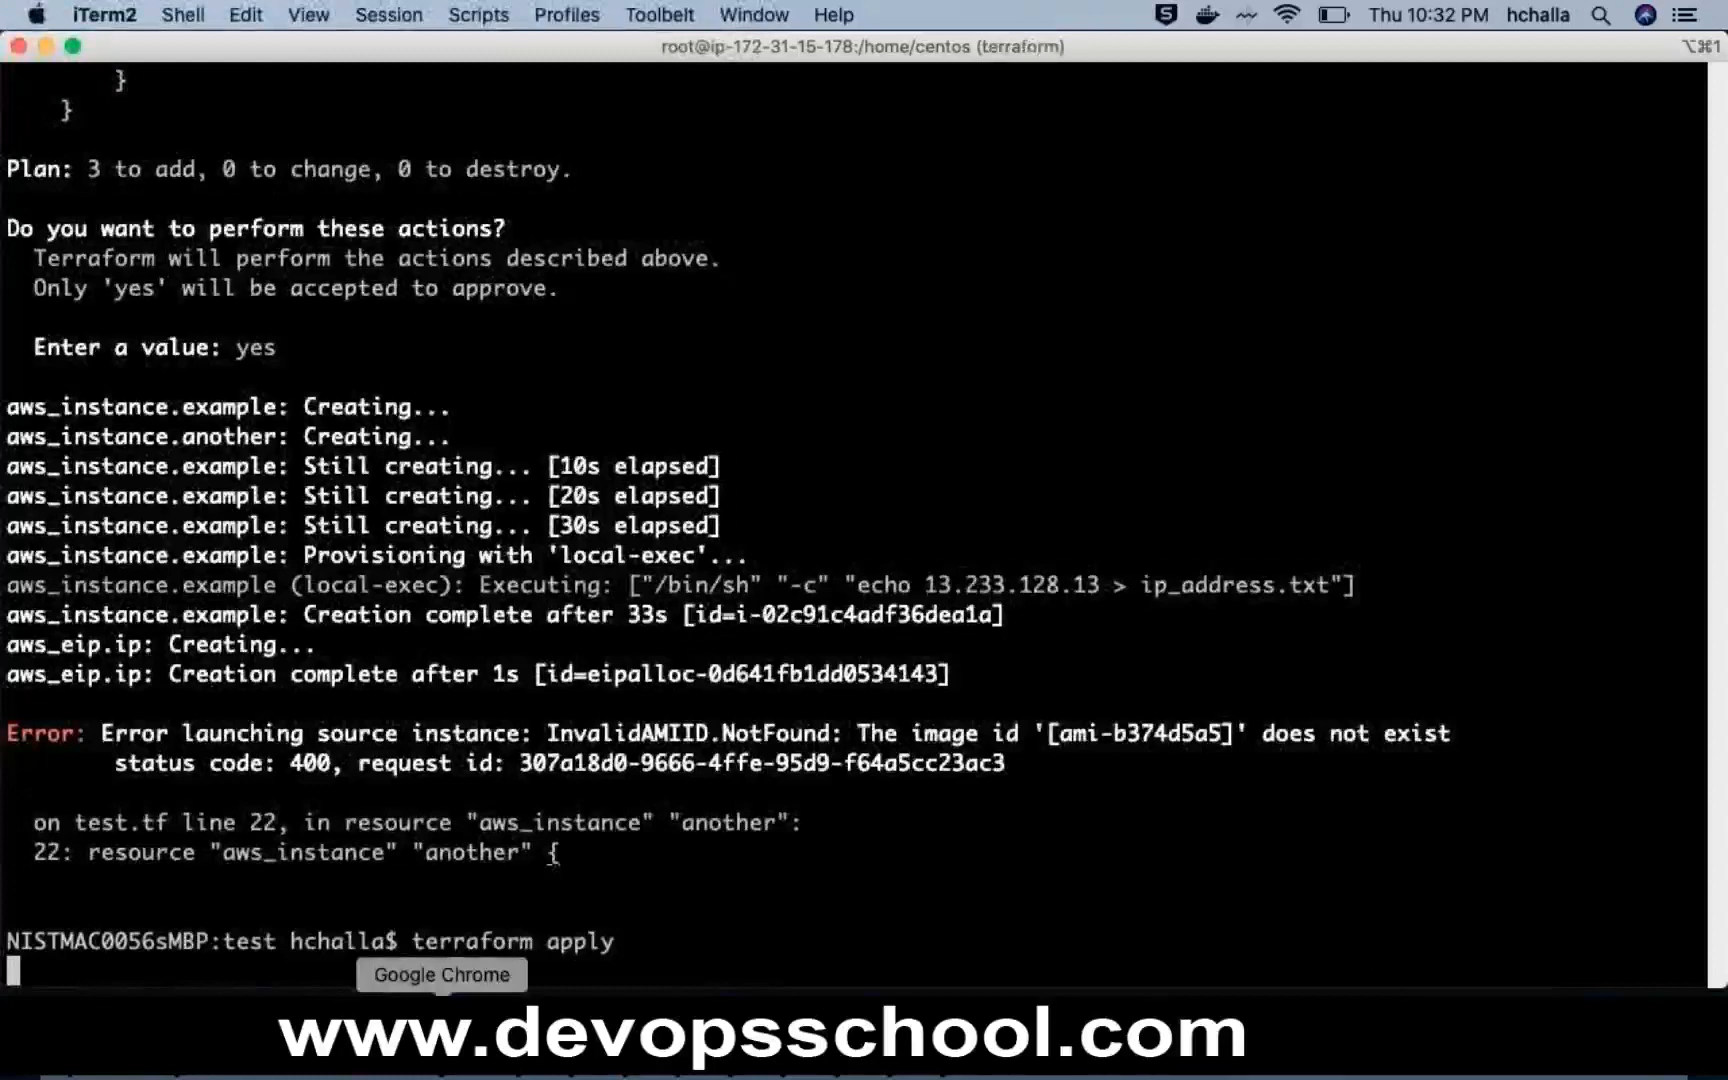 iTerm2 Shell Edit View Session Scripts Profiles Toolbelt Window Help Thu 10:32 PM hchalla
root@ip-172-31-15-178:/home/centos (terraform) ⌥⌘1
}
}
Plan: 3 to add, 0 to change, 0 to destroy.
Do you want to perform these actions?
Terraform will perform the actions described above.
Only 'yes' will be accepted to approve.
Enter a value: yes
aws_instance.example: Creating...
aws_instance.another: Creating...
aws_instance.example: Still creating... [10s elapsed]
aws_instance.example: Still creating... [20s elapsed]
aws_instance.example: Still creating... [30s elapsed]
aws_instance.example: Provisioning with 'local-exec'...
aws_instance.example (local-exec): Executing: ["/bin/sh" "-c" "echo 13.233.128.13 > ip_address.txt"]
aws_instance.example: Creation complete after 33s [id=i-02c91c4adf36dea1a]
aws_eip.ip: Creating...
aws_eip.ip: Creation complete after 1s [id=eipalloc-0d641fb1dd0534143]
Error: Error launching source instance: InvalidAMIID.NotFound: The image id '[ami-b374d5a5]' does not exist
status code: 400, request id: 307a18d0-9666-4ffe-95d9-f64a5cc23ac3
on test.tf line 22, in resource "aws_instance" "another":
22: resource "aws_instance" "another" {
NISTMAC0056sMBP:test hchalla$ terraform apply
Google Chrome
www.devopsschool.com